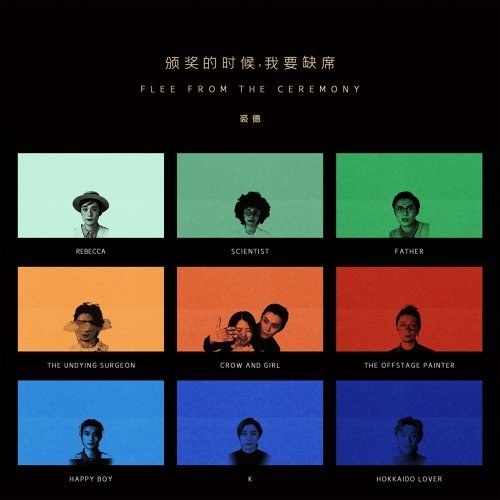 颁奖的时候,我要缺席
FLEE FROM THE CEREMONY
裘德
REBECCA
SCIENTIST
FATHER
THE UNDYING SURGEON
CROW AND GIRL
THE OFFSTAGE PAINTER
HAPPY BOY
K
HOKKAIDO LOVER